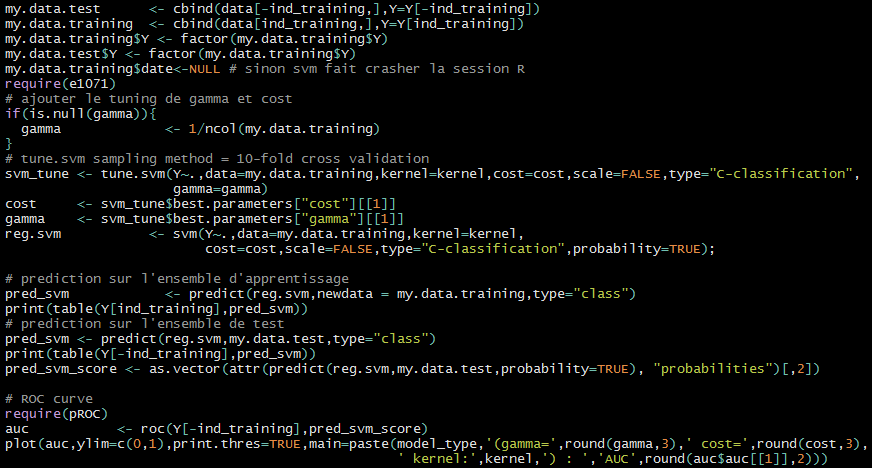 my.data.test      <- cbind(data[-ind_training,],Y=Y[-ind_training])
my.data.training  <- cbind(data[ind_training,],Y=Y[ind_training])
my.data.training$Y <- factor(my.data.training$Y)
my.data.test$Y <- factor(my.data.training$Y)
my.data.training$date<-NULL # sinon svm fait crasher la session R
require(e1071)
# ajouter le tuning de gamma et cost
if(is.null(gamma)){
  gamma             <- 1/ncol(my.data.training)
}
# tune.svm sampling method = 10-fold cross validation
svm_tune <- tune.svm(Y~.,data=my.data.training,kernel=kernel,cost=cost,scale=FALSE,type="C-classification",
                     gamma=gamma)
cost     <- svm_tune$best.parameters["cost"][[1]]
gamma    <- svm_tune$best.parameters["gamma"][[1]]
reg.svm           <- svm(Y~.,data=my.data.training,kernel=kernel,
                         cost=cost,scale=FALSE,type="C-classification",probability=TRUE);
# prediction sur l'ensemble d'apprentissage
pred_svm            <- predict(reg.svm,newdata = my.data.training,type="class")
print(table(Y[ind_training],pred_svm))
# prediction sur l'ensemble de test
pred_svm <- predict(reg.svm,my.data.test,type="class")
print(table(Y[-ind_training],pred_svm))
pred_svm_score <- as.vector(attr(predict(reg.svm,my.data.test,probability=TRUE), "probabilities")[,2])
# ROC curve
require(pROC)
auc           <- roc(Y[-ind_training],pred_svm_score)
plot(auc,ylim=c(0,1),print.thres=TRUE,main=paste(model_type,'(gamma=',round(gamma,3),' cost=',round(cost,3),
                                                 ' kernel:',kernel,') : ','AUC',round(auc$auc[[1]],2)))